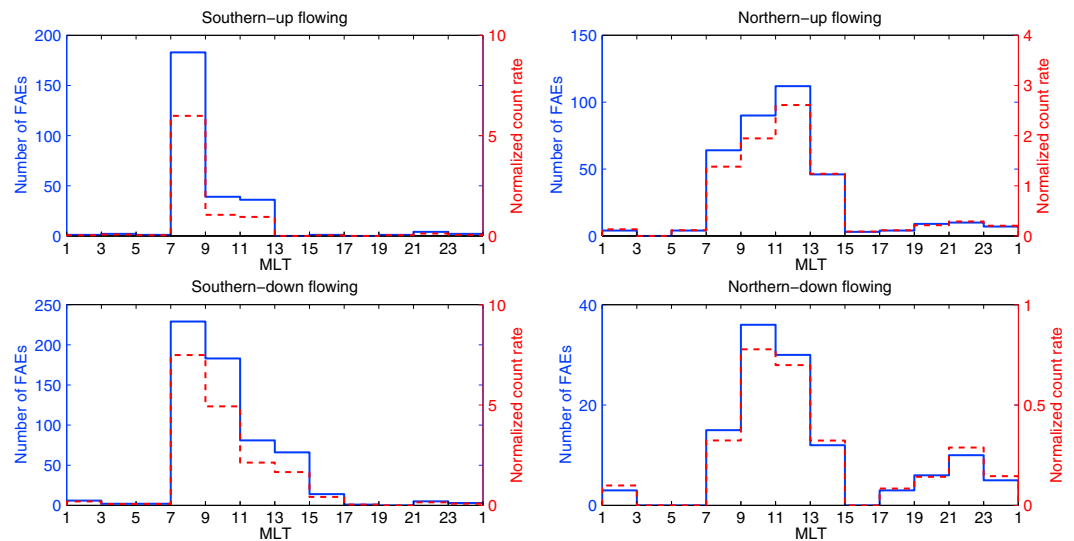 Southern-up flowing
200
150
100
50
0
Number of FAEs
10
5
0
Normalized count rate
1 3 5 7 9 11 13 15 17 19 21 23 1
MLT
Northern-up flowing
150
100
50
0
Number of FAEs
4
3
2
1
0
Normalized count rate
1 3 5 7 9 11 13 15 17 19 21 23 1
MLT
Southern-down flowing
250
200
150
100
50
0
Number of FAEs
10
5
0
Normalized count rate
1 3 5 7 9 11 13 15 17 19 21 23 1
MLT
Northern-down flowing
40
20
0
Number of FAEs
1
0.5
0
Normalized count rate
1 3 5 7 9 11 13 15 17 19 21 23 1
MLT